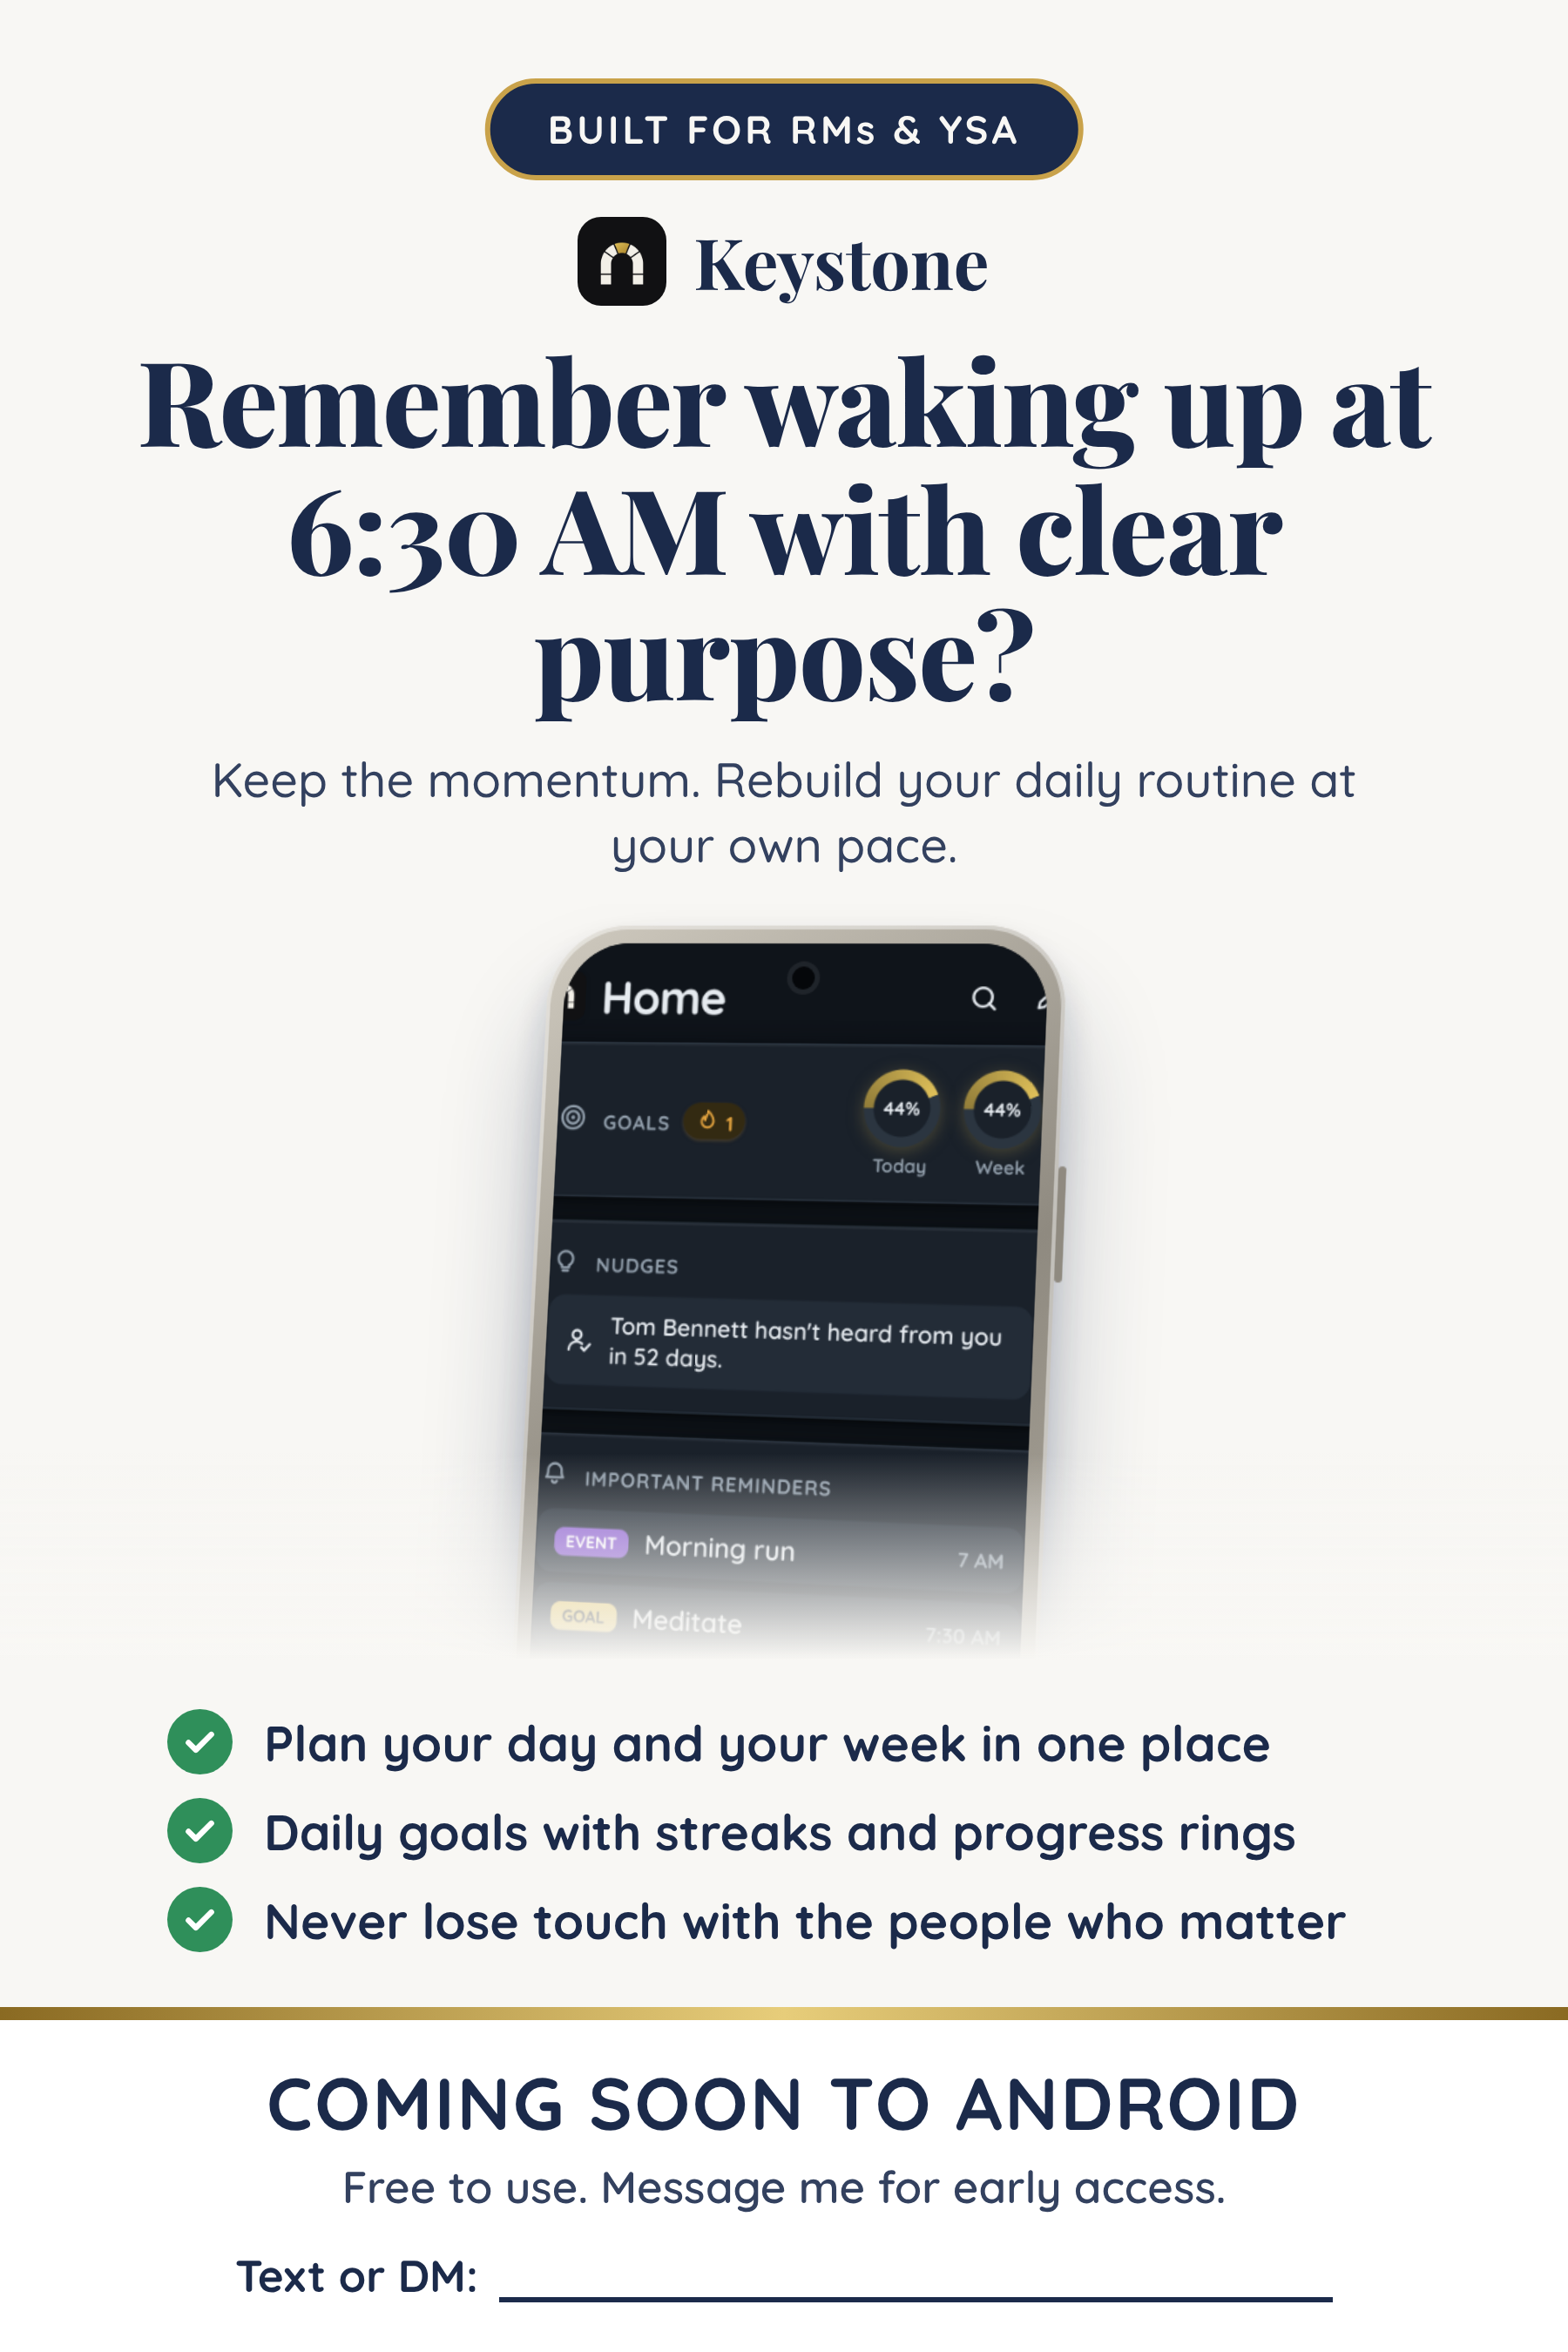 BUILT FOR RMs & YSA
Keystone
Remember waking up at
6:30 AM with clear
purpose?
Keep the momentum. Rebuild your daily routine at
your own pace.
Home
GOALS 1
44% 44%
Today Week
NUDGES
Tom Bennett hasn't heard from you
in 52 days.
IMPORTANT REMINDERS
EVENT Morning run 7 AM
GOAL Meditate 7:30 AM
Plan your day and your week in one place
Daily goals with streaks and progress rings
Never lose touch with the people who matter
COMING SOON TO ANDROID
Free to use. Message me for early access.
Text or DM: